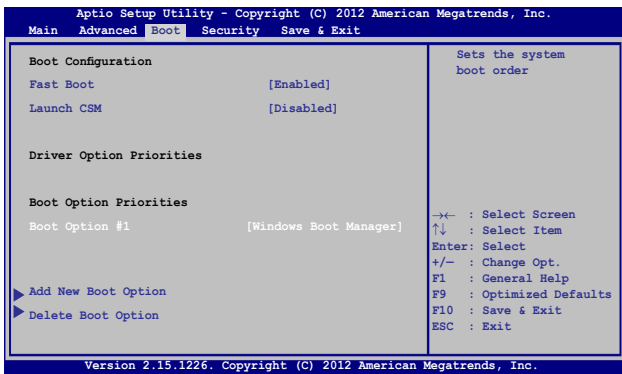 Aptio Setup Utility - Copyright (C) 2012 American Megatrends, Inc.
Main Advanced Boot Security Save & Exit
Boot Configuration
Fast Boot [Enabled]
Launch CSM [Disabled]
Driver Option Priorities
Boot Option Priorities
Boot Option #1 [Windows Boot Manager]
Add New Boot Option
Delete Boot Option
Sets the system
boot order
→← : Select Screen
↑↓ : Select Item
Enter: Select
+/— : Change Opt.
F1 : General Help
F9 : Optimized Defaults
F10 : Save & Exit
ESC : Exit
Version 2.15.1226. Copyright (C) 2012 American Megatrends, Inc.